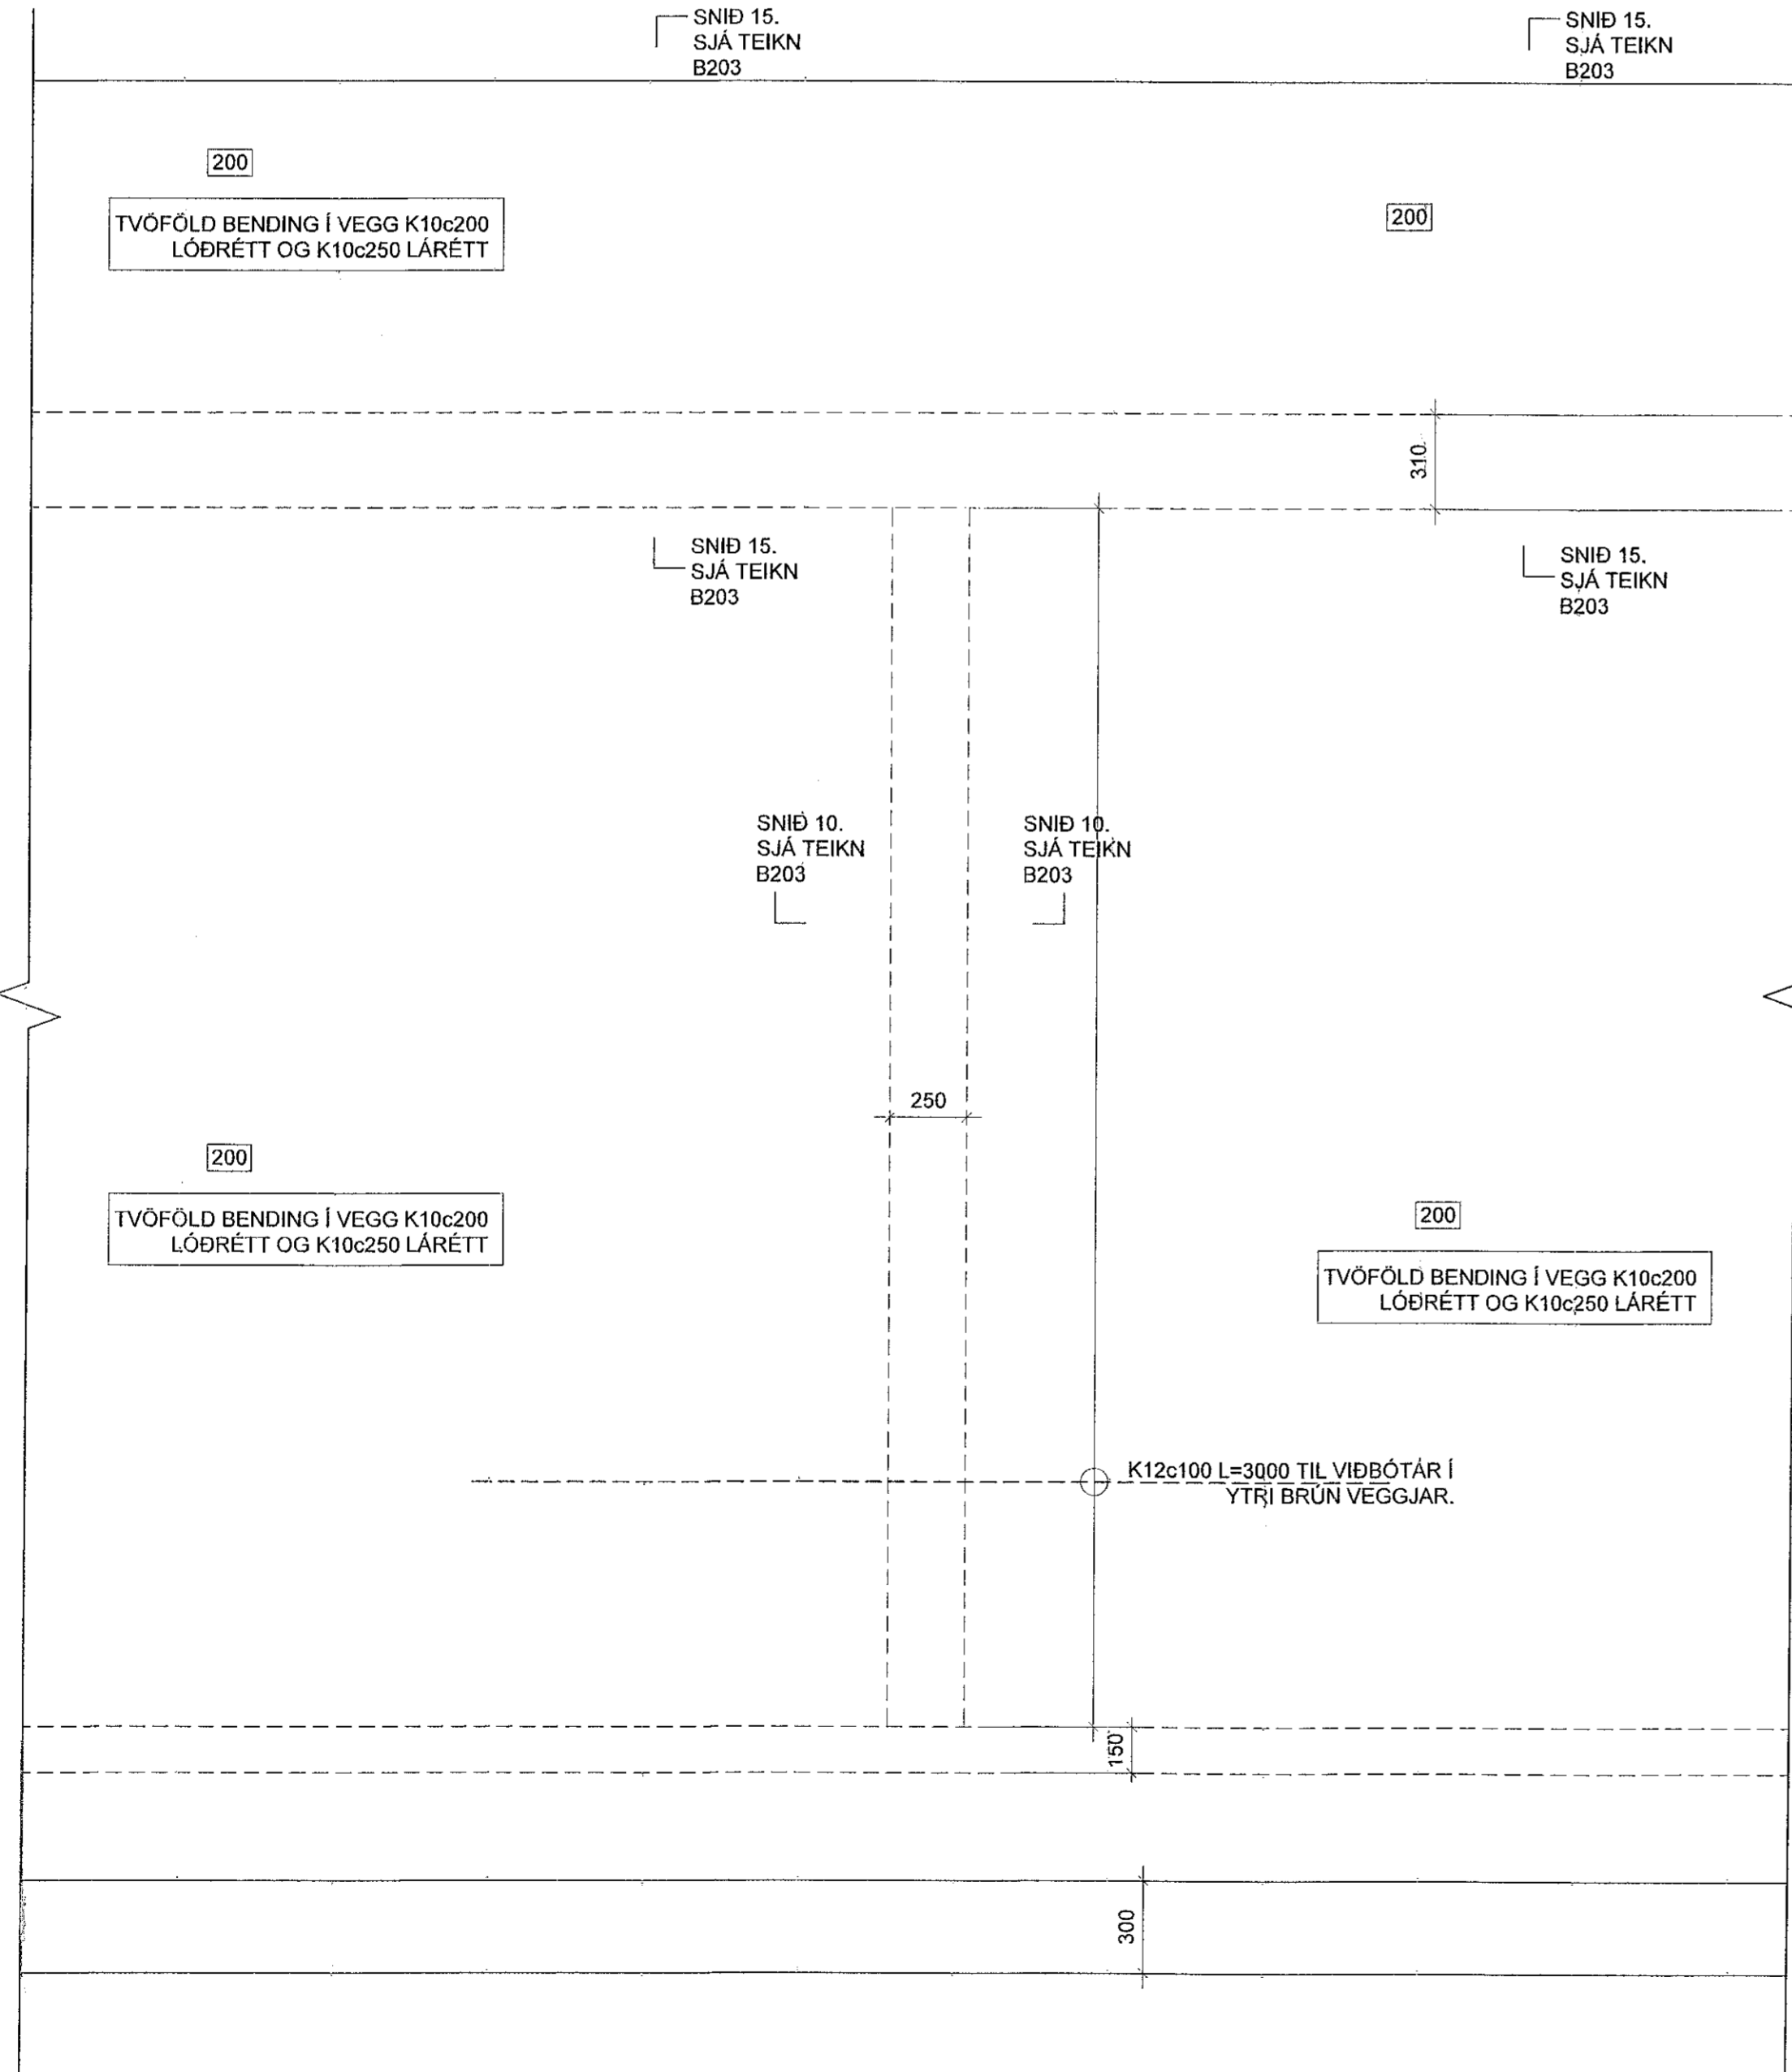 SNIÐ 15.
SJÁ TEIKN
B203
SNIÐ 15.
SJÁ TEIKN
B203
200
TVÖFÖLD BENDING Í VEGG K10c200
LÓÐRÉTT OG K10c250 LÁRÉTT
200
310
SNIÐ 15.
SJÁ TEIKN
B203
SNIÐ 15.
SJÁ TEIKN
B203
SNIÐ 10.
SJÁ TEIKN
B203
SNIÐ 10.
SJÁ TEIKN
B203
250
200
TVÖFÖLD BENDING Í VEGG K10c200
LÓÐRÉTT OG K10c250 LÁRÉTT
200
TVÖFÖLD BENDING Í VEGG K10c200
LÓÐRÉTT OG K10c250 LÁRÉTT
K12c100 L=3000 TIL VIÐBÓTAR Í
YTRI BRÚN VEGGJAR.
150
300